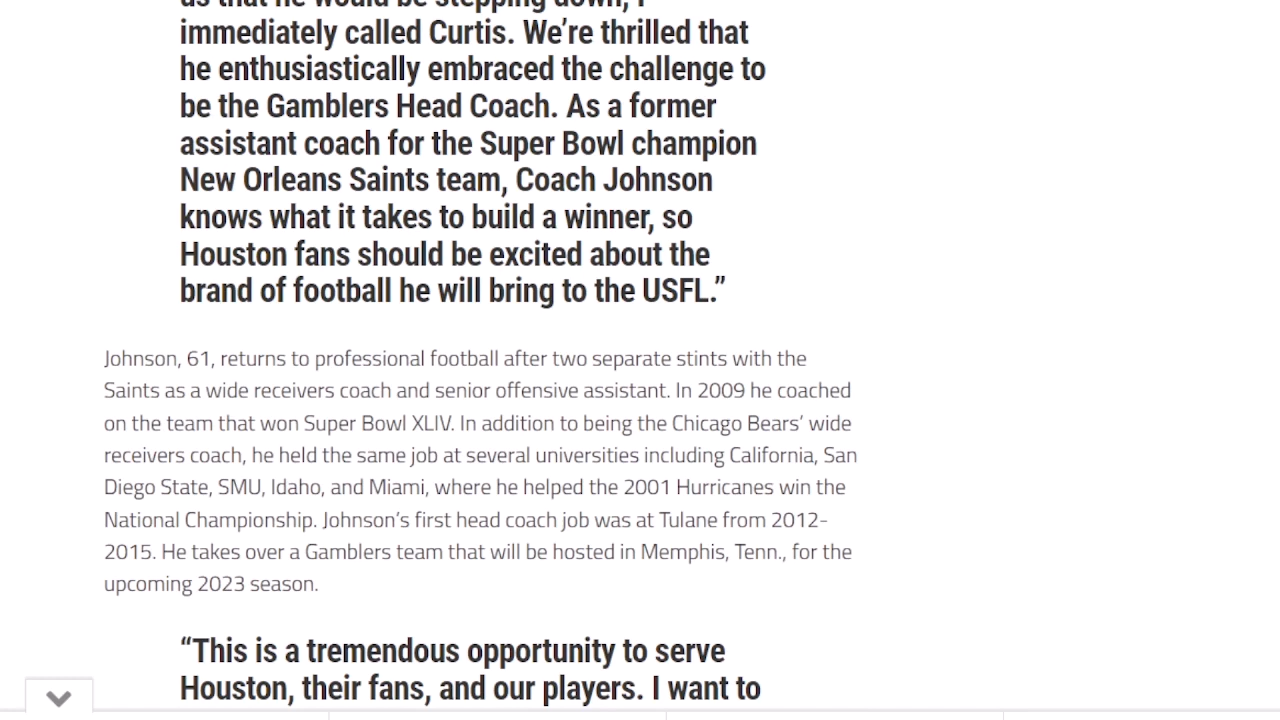 us that he would be stepping down, I
immediately called Curtis. We’re thrilled that
he enthusiastically embraced the challenge to
be the Gamblers Head Coach. As a former
assistant coach for the Super Bowl champion
New Orleans Saints team, Coach Johnson
knows what it takes to build a winner, so
Houston fans should be excited about the
brand of football he will bring to the USFL.”
Johnson, 61, returns to professional football after two separate stints with the
Saints as a wide receivers coach and senior offensive assistant. In 2009 he coached
on the team that won Super Bowl XLIV. In addition to being the Chicago Bears’ wide
receivers coach, he held the same job at several universities including California, San
Diego State, SMU, Idaho, and Miami, where he helped the 2001 Hurricanes win the
National Championship. Johnson’s first head coach job was at Tulane from 2012-
2015. He takes over a Gamblers team that will be hosted in Memphis, Tenn., for the
upcoming 2023 season.
“This is a tremendous opportunity to serve
Houston, their fans, and our players. I want to